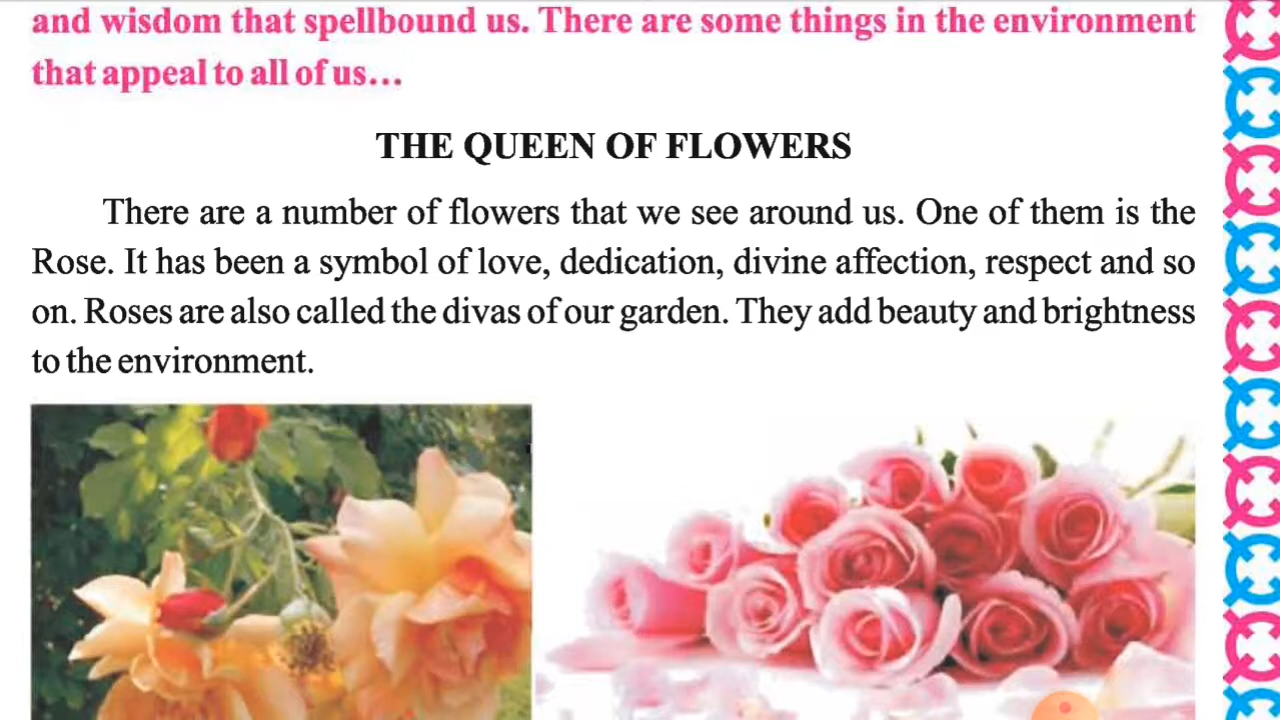 and wisdom that spellbound us. There are some things in the environment
that appeal to all of us...
THE QUEEN OF FLOWERS
There are a number of flowers that we see around us. One of them is the
Rose. It has been a symbol of love, dedication, divine affection, respect and so
on. Roses are also called the divas of our garden. They add beauty and brightness
to the environment.